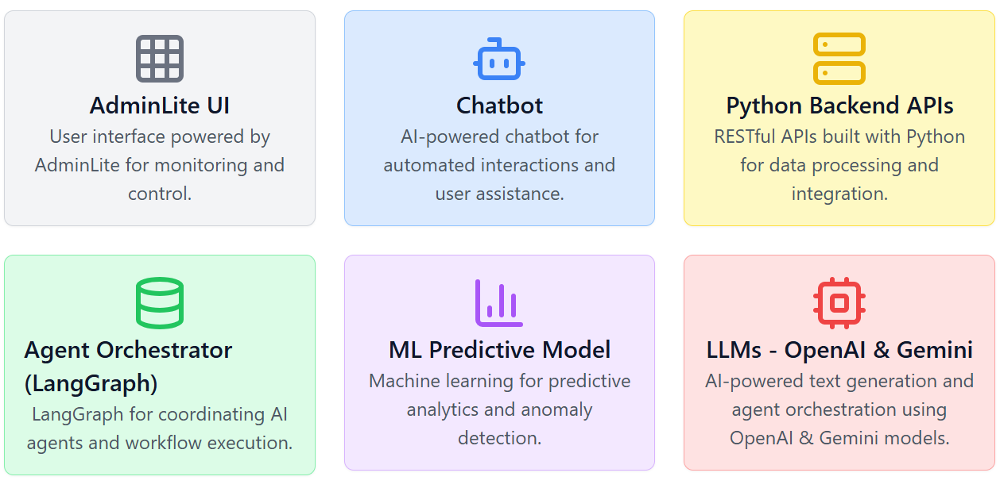 AdminLite UI
User interface powered by
AdminLite for monitoring and
control.
Chatbot
AI-powered chatbot for
automated interactions and
user assistance.
Python Backend APIs
RESTful APIs built with Python
for data processing and
integration.
Agent Orchestrator
(LangGraph)
LangGraph for coordinating AI
agents and workflow execution.
ML Predictive Model
Machine learning for predictive
analytics and anomaly
detection.
LLMs - OpenAI & Gemini
AI-powered text generation and
agent orchestration using
OpenAI & Gemini models.